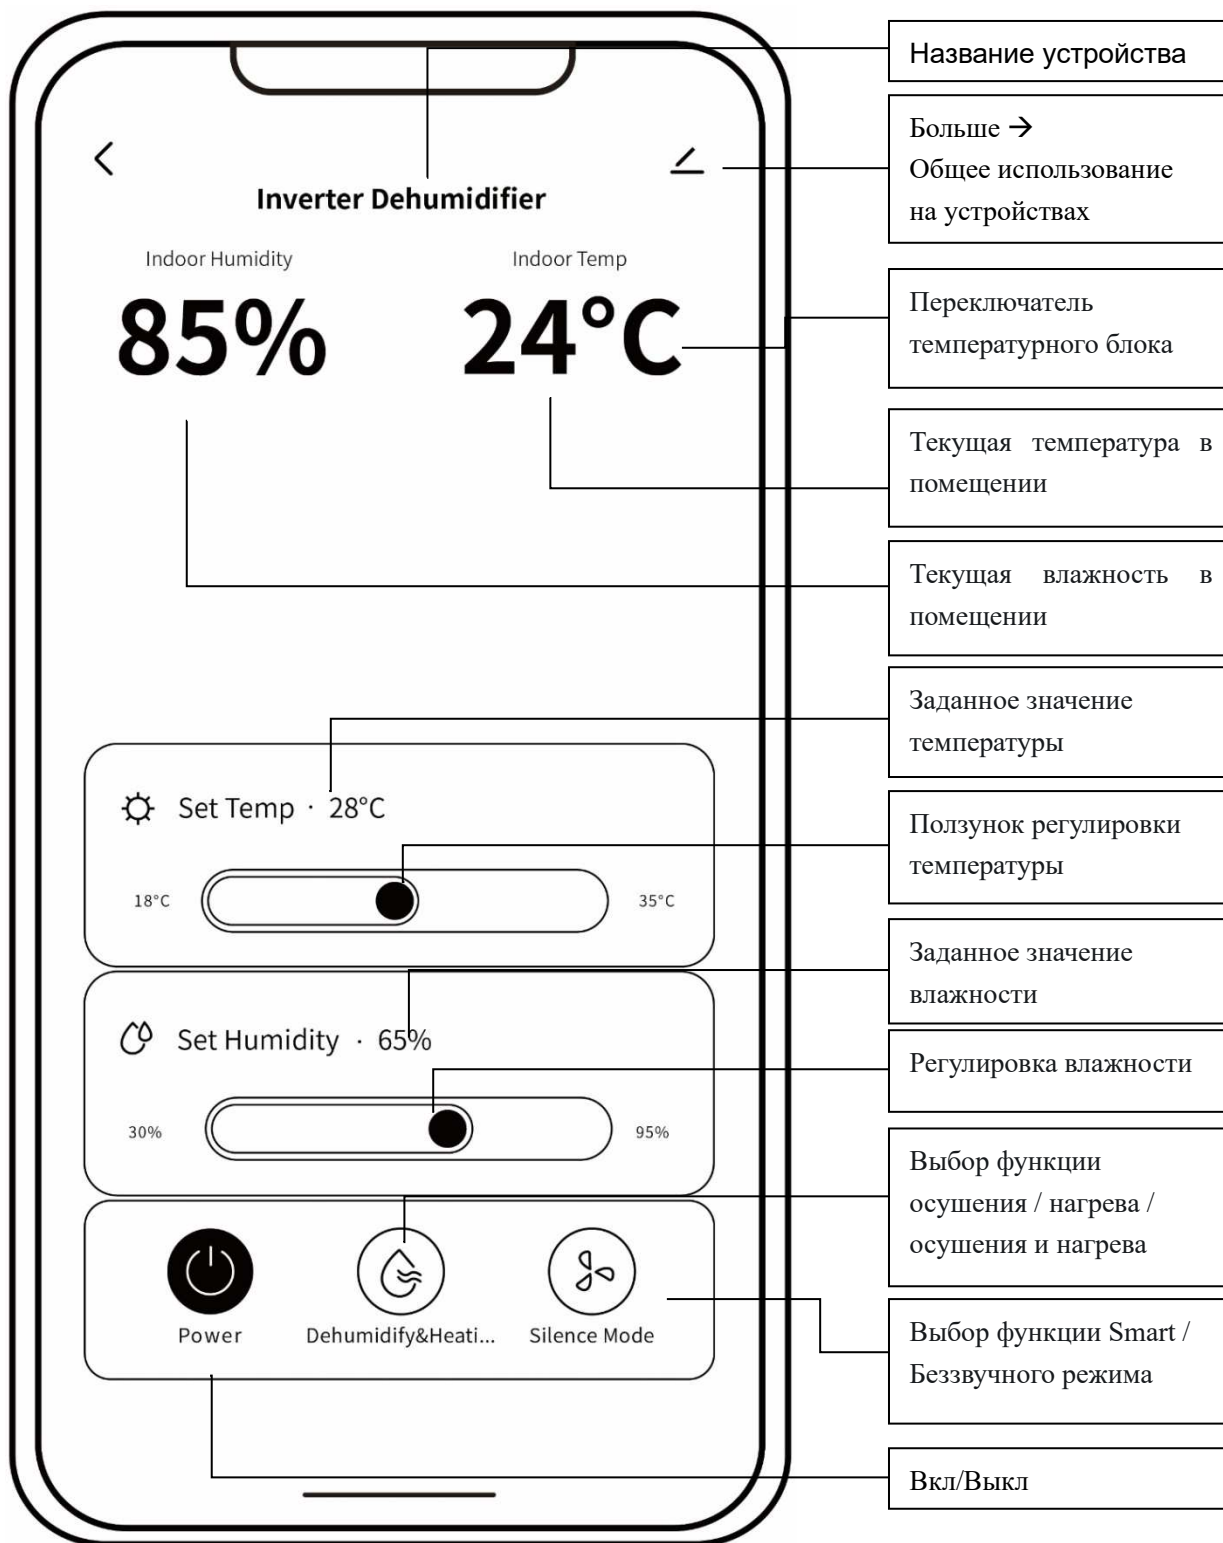 Inverter Dehumidifier
Indoor Humidity
Indoor Temp
85%
24°C
Set Temp · 28°C
18°C
35°C
Set Humidity · 65%
30%
95%
Power
Dehumidify&Heati...
Silence Mode
Название устройства
Больше →
Общее использование
на устройствах
Переключатель
температурного блока
Текущая температура в
помещении
Текущая влажность в
помещении
Заданное значение
температуры
Ползунок регулировки
температуры
Заданное значение
влажности
Регулировка влажности
Выбор функции
осушения / нагрева /
осушения и нагрева
Выбор функции Smart /
Беззвучного режима
Вкл/Выкл